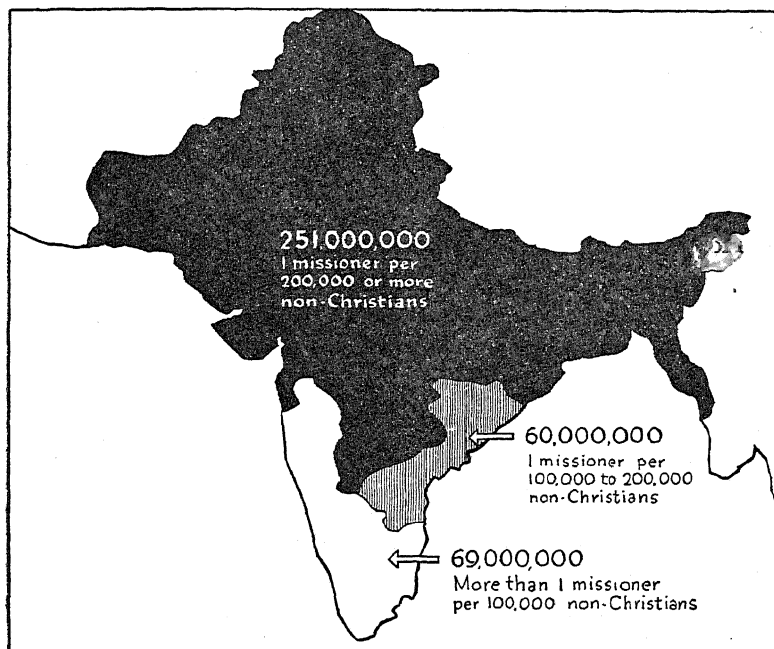 251,000,000
1 missioner per
200,000 or more
non-Christians
60,000,000
1 missioner per
100,000 to 200,000
non-Christians
69,000,000
More than 1 missioner
per 100,000 non-Christians